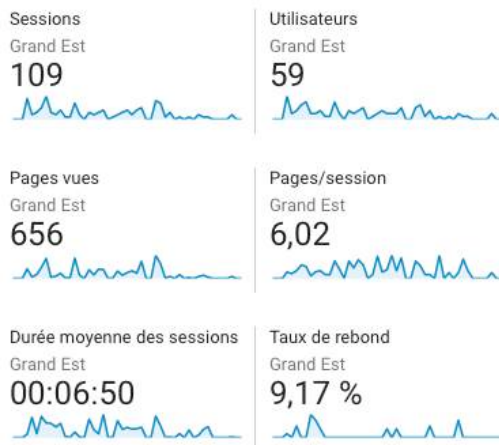 Sessions
Grand Est
109
Utilisateurs
Grand Est
59
Pages vues
Grand Est
656
Pages/session
Grand Est
6,02
Durée moyenne des sessions
Grand Est
00:06:50
Taux de rebond
Grand Est
9,17 %